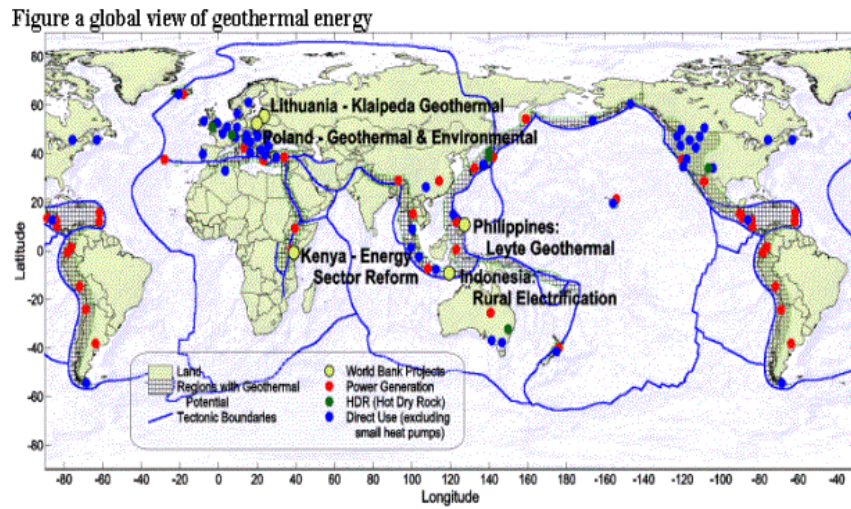 Figure a global view of geothermal energy
80
60
40
20
0
-20
-40
-60
-80
Latitude
Lithuania - Klaipeda Geothermal
Poland - Geothermal & Environmental
Philippines:
Leyte Geothermal
Kenya - Energy
Sector Reform
Indonesia:
Rural Electrification
Land
Regions with Geothermal
Potential
Tectonic Boundaries
World Bank Projects
Power Generation
HDR (Hot Dry Rock)
Direct Use (excluding
small heat pumps)
-80 -60 -40 -20 0 20 40 60 80 100 120 140 160 180 -160 -140 -120 -100 -80 -60 -40
Longitude